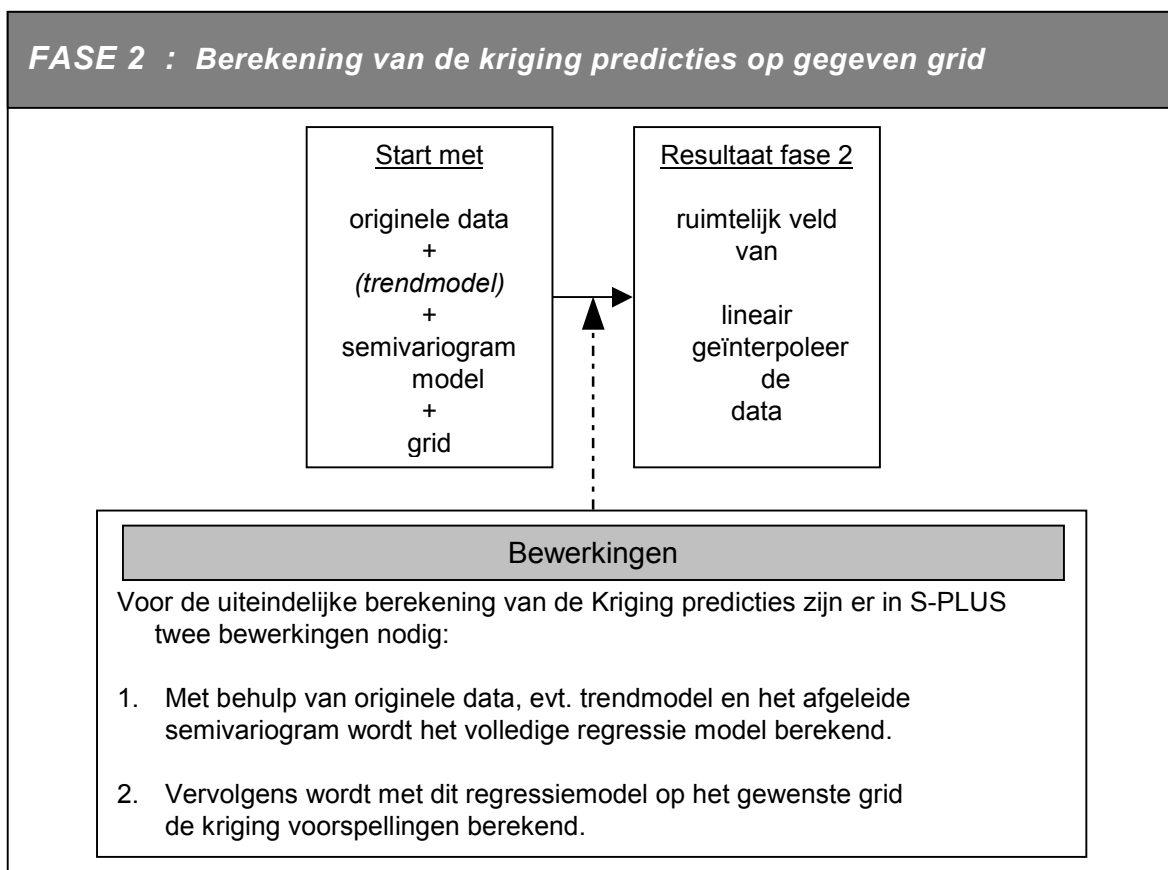 FASE 2 : Berekening van de kriging predicties op gegeven grid
Start met
originele data
+
(trendmodel)
+
semivariogram
model
+
grid
Resultaat fase 2
ruimtelijk veld
van
lineair
geïnterpoleer
de
data
Bewerkingen
Voor de uiteindelijke berekening van de Kriging predicties zijn er in S-PLUS
twee bewerkingen nodig:
1. Met behulp van originele data, evt. trendmodel en het afgeleide
semivariogram wordt het volledige regressie model berekend.
2. Vervolgens wordt met dit regressiemodel op het gewenste grid
de kriging voorspellingen berekend.